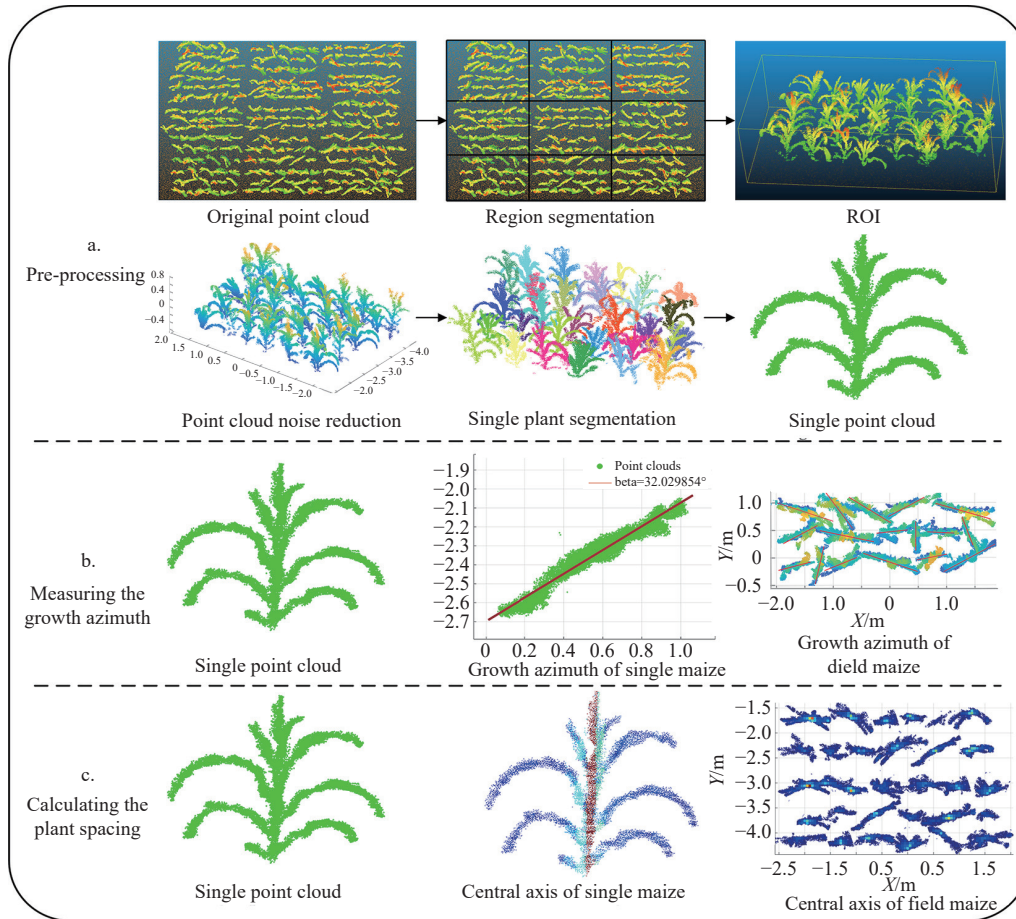 Original point cloud
Region segmentation
ROI
a.
Pre-processing
0.8
0.4
0
−0.4
2.0
1.5
1.0
0.5
0
−0.5
−1.0
−1.5
−2.0
−4.0
−3.5
−3.0
−2.5
−2.0
Point cloud noise reduction
Single plant segmentation
Single point cloud
b.
Measuring the
growth azimuth
Single point cloud
−1.9
−2.0
−2.1
−2.2
−2.3
−2.4
−2.5
−2.6
−2.7
Point clouds
beta=32.029854°
0 0.2 0.4 0.6 0.8 1.0
Growth azimuth of single maize
Y/m
1.0
0.5
0
−0.5
−2.0 −1.0 0 1.0
X/m
Growth azimuth of
dield maize
c.
Calculating the
plant spacing
Single point cloud
Central axis of single maize
Y/m
−1.5
−2.0
−2.5
−3.0
−3.5
−4.0
−2.5 −1.5 0.5 0.5 1.5
X/m
Central axis of field maize